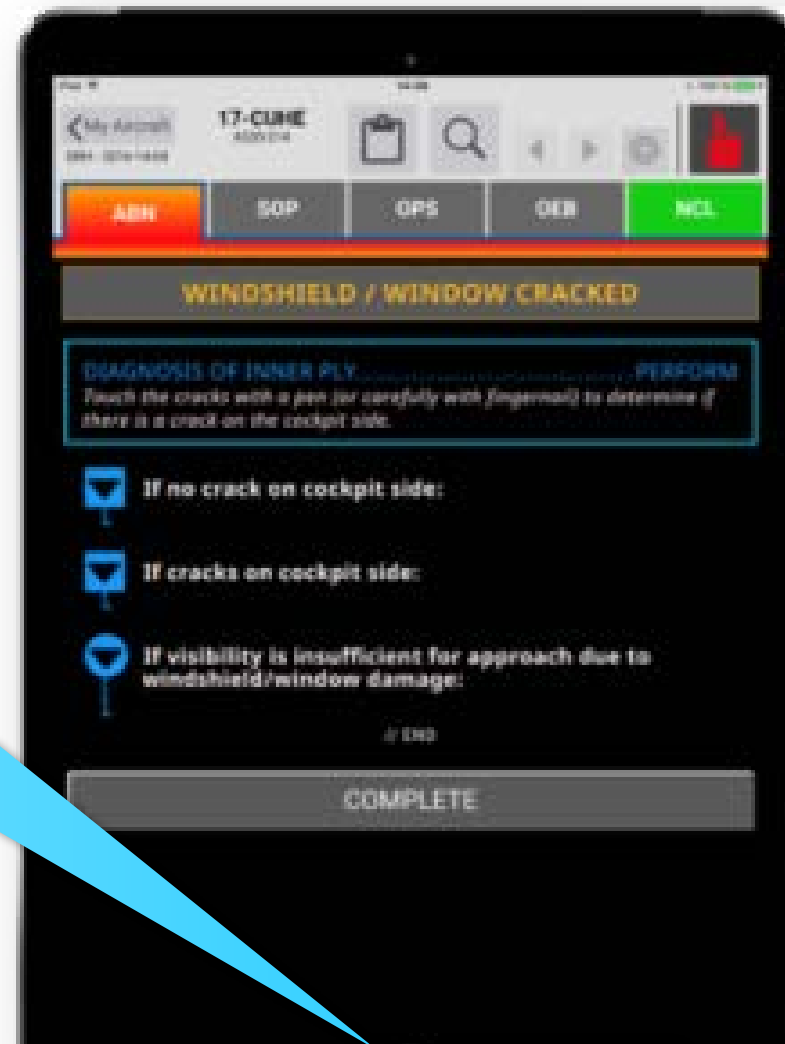 My Aircraft
17-CUHE
ABN
SOP
OPS
OEB
NCL
WINDSHIELD / WINDOW CRACKED
DIAGNOSIS OF INNER PLY..............................PERFORM
Touch the cracks with a pen (or carefully with fingernail) to determine if
there is a crack on the cockpit side.
If no crack on cockpit side:
If cracks on cockpit side:
If visibility is insufficient for approach due to
windshield/window damage:
// END
COMPLETE